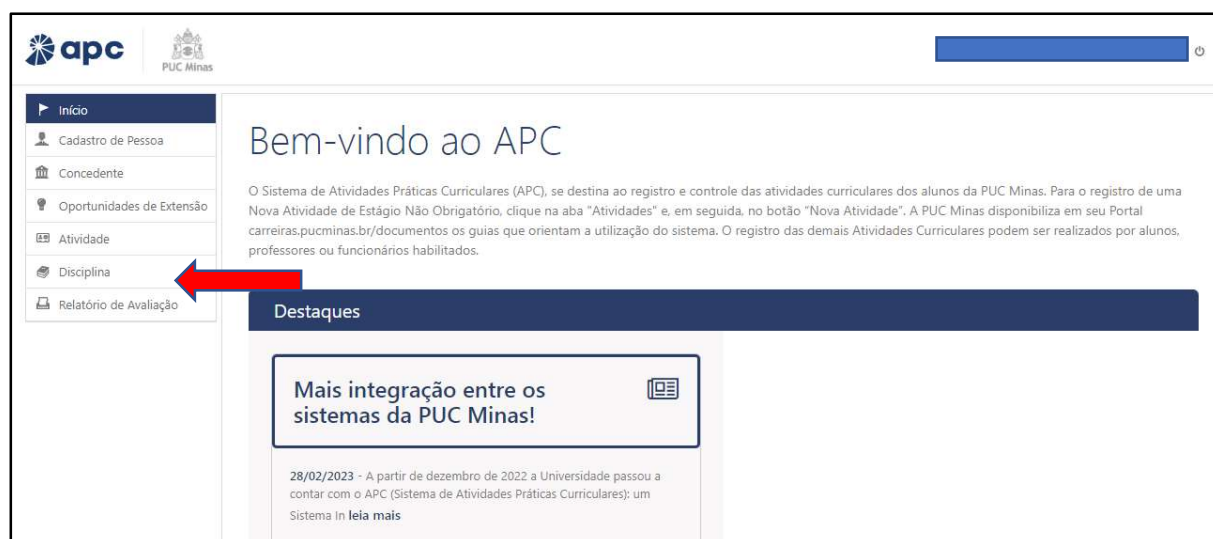 apc
PUC Minas
Início
Cadastro de Pessoa
Concedente
Oportunidades de Extensão
Atividade
Disciplina
Relatório de Avaliação
Bem-vindo ao APC
O Sistema de Atividades Práticas Curriculares (APC), se destina ao registro e controle das atividades curriculares dos alunos da PUC Minas. Para o registro de uma
Nova Atividade de Estágio Não Obrigatório, clique na aba "Atividades" e, em seguida, no botão "Nova Atividade". A PUC Minas disponibiliza em seu Portal
carreiras.pucminas.br/documentos os guias que orientam a utilização do sistema. O registro das demais Atividades Curriculares podem ser realizados por alunos,
professores ou funcionários habilitados.
Destaques
Mais integração entre os
sistemas da PUC Minas!
28/02/2023 - A partir de dezembro de 2022 a Universidade passou a
contar com o APC (Sistema de Atividades Práticas Curriculares): um
Sistema In leia mais